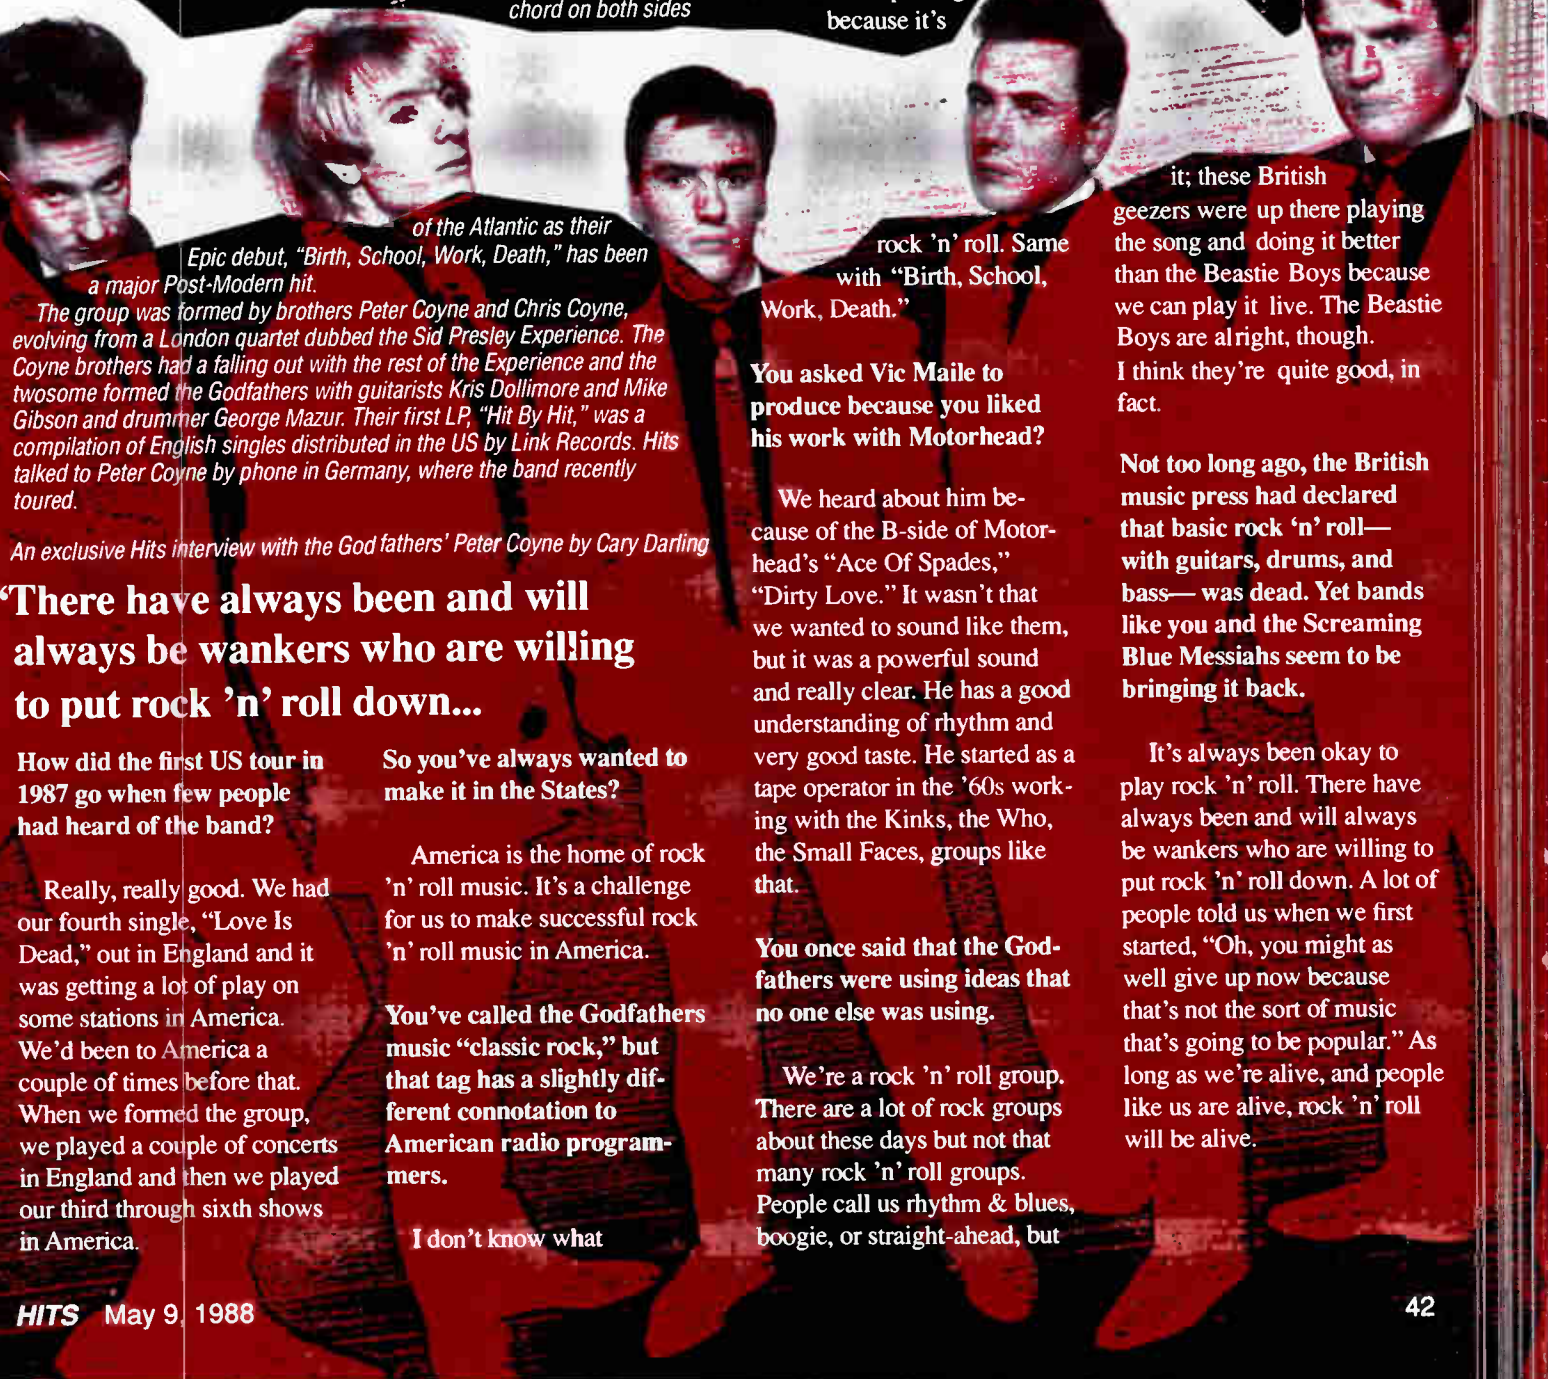 chord on both sides
of the Atlantic as their
Epic debut, "Birth, School, Work, Death," has been
a major Post-Modern hit.
The group was formed by brothers Peter Coyne and Chris Coyne,
evolving from a London quartet dubbed the Sid Presley Experience. The
Coyne brothers had a falling out with the rest of the Experience and the
twosome formed the Godfathers with guitarists Kris Dollimore and Mike
Gibson and drummer George Mazur. Their first LP, "Hit By Hit," was a
compilation of English singles distributed in the US by Link Records. Hits
talked to Peter Coyne by phone in Germany, where the band recently
toured.
An exclusive Hits interview with the God fathers' Peter Coyne by Cary Darling
‘There have always been and will
always be wankers who are willing
to put rock ’n’ roll down...
How did the first US tour in
1987 go when few people
had heard of the band?
Really, really good. We had
our fourth single, “Love Is
Dead,” out in England and it
was getting a lot of play on
some stations in America.
We’d been to America a
couple of times before that.
When we formed the group,
we played a couple of concerts
in England and then we played
our third through sixth shows
in America.
So you’ve always wanted to
make it in the States?
America is the home of rock
’n’ roll music. It’s a challenge
for us to make successful rock
’n’ roll music in America.
You’ve called the Godfathers
music “classic rock,” but
that tag has a slightly dif-
ferent connotation to
American radio program-
mers.
I don’t know what
because it’s
rock ’n’ roll. Same
with “Birth, School,
Work, Death.”
You asked Vic Maile to
produce because you liked
his work with Motorhead?
We heard about him be-
cause of the B-side of Motor-
head’s “Ace Of Spades,”
“Dirty Love.” It wasn’t that
we wanted to sound like them,
but it was a powerful sound
and really clear. He has a good
understanding of rhythm and
very good taste. He started as a
tape operator in the ’60s work-
ing with the Kinks, the Who,
the Small Faces, groups like
that.
You once said that the God-
fathers were using ideas that
no one else was using.
We’re a rock ’n’ roll group.
There are a lot of rock groups
about these days but not that
many rock ’n’ roll groups.
People call us rhythm & blues,
boogie, or straight-ahead, but
it; these British
geezers were up there playing
the song and doing it better
than the Beastie Boys because
we can play it live. The Beastie
Boys are alright, though.
I think they’re quite good, in
fact.
Not too long ago, the British
music press had declared
that basic rock ‘n’ roll—
with guitars, drums, and
bass— was dead. Yet bands
like you and the Screaming
Blue Messiahs seem to be
bringing it back.
It’s always been okay to
play rock ’n’ roll. There have
always been and will always
be wankers who are willing to
put rock ’n’ roll down. A lot of
people told us when we first
started, “Oh, you might as
well give up now because
that’s not the sort of music
that’s going to be popular.” As
long as we’re alive, and people
like us are alive, rock ’n’ roll
will be alive.
HITS May 9, 1988
42